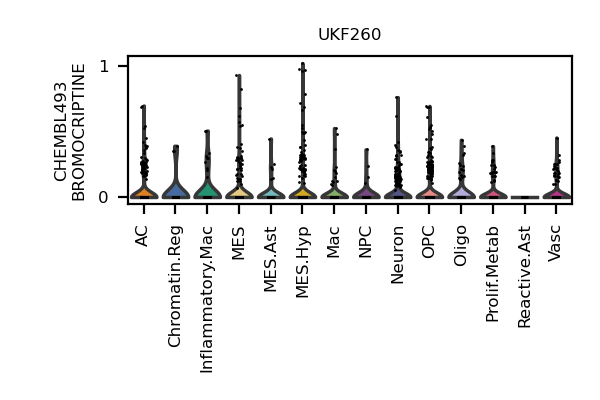 UKF260
CHEMBL493
BROMOCRIPTINE
1
0
AC
Chromatin.Reg
Inflammatory.Mac
MES
MES.Ast
MES.Hyp
Mac
NPC
Neuron
OPC
Oligo
Prolif.Metab
Reactive.Ast
Vasc